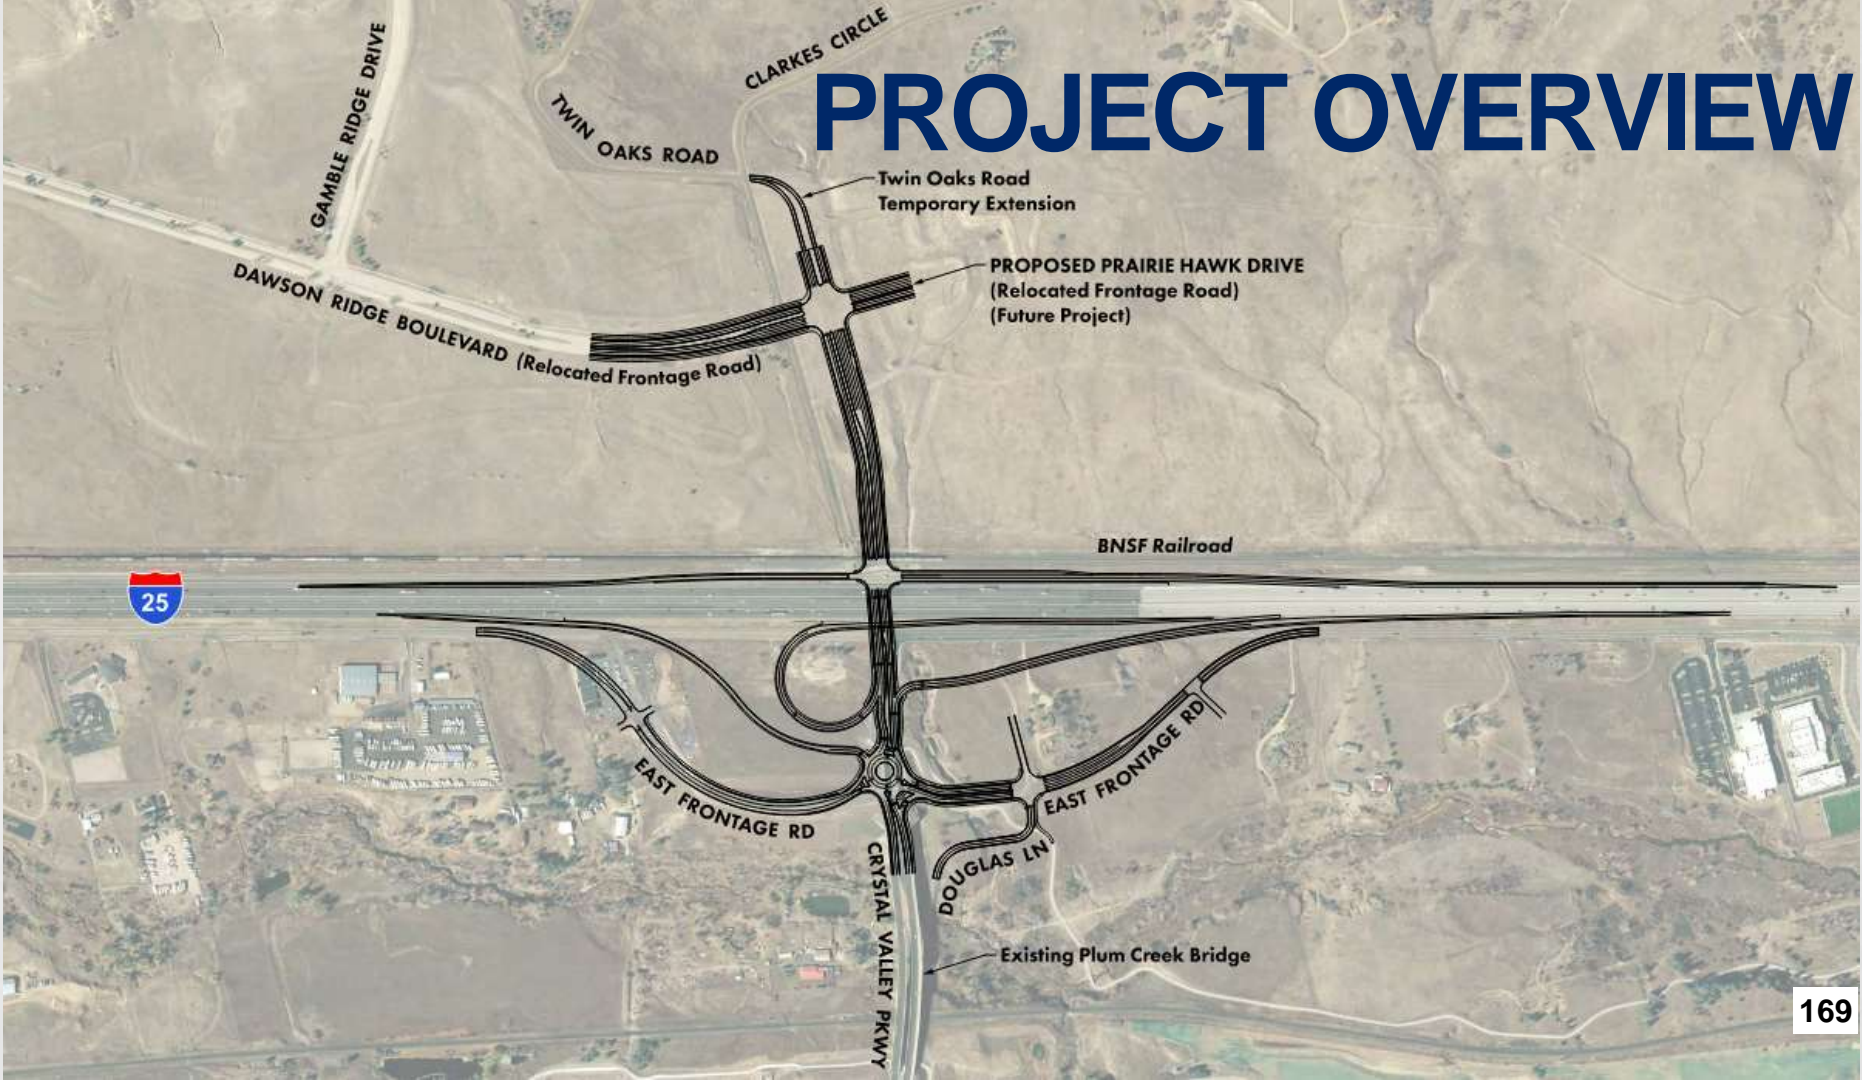 PROJECT OVERVIEW
CLARKES CIRCLE
GAMBLE RIDGE DRIVE
TWIN OAKS ROAD
Twin Oaks Road
Temporary Extension
PROPOSED PRAIRIE HAWK DRIVE
(Relocated Frontage Road)
(Future Project)
DAWSON RIDGE BOULEVARD (Relocated Frontage Road)
BNSF Railroad
25
EAST FRONTAGE RD
EAST FRONTAGE RD
DOUGLAS LN
CRYSTAL VALLEY PKWY
Existing Plum Creek Bridge
169